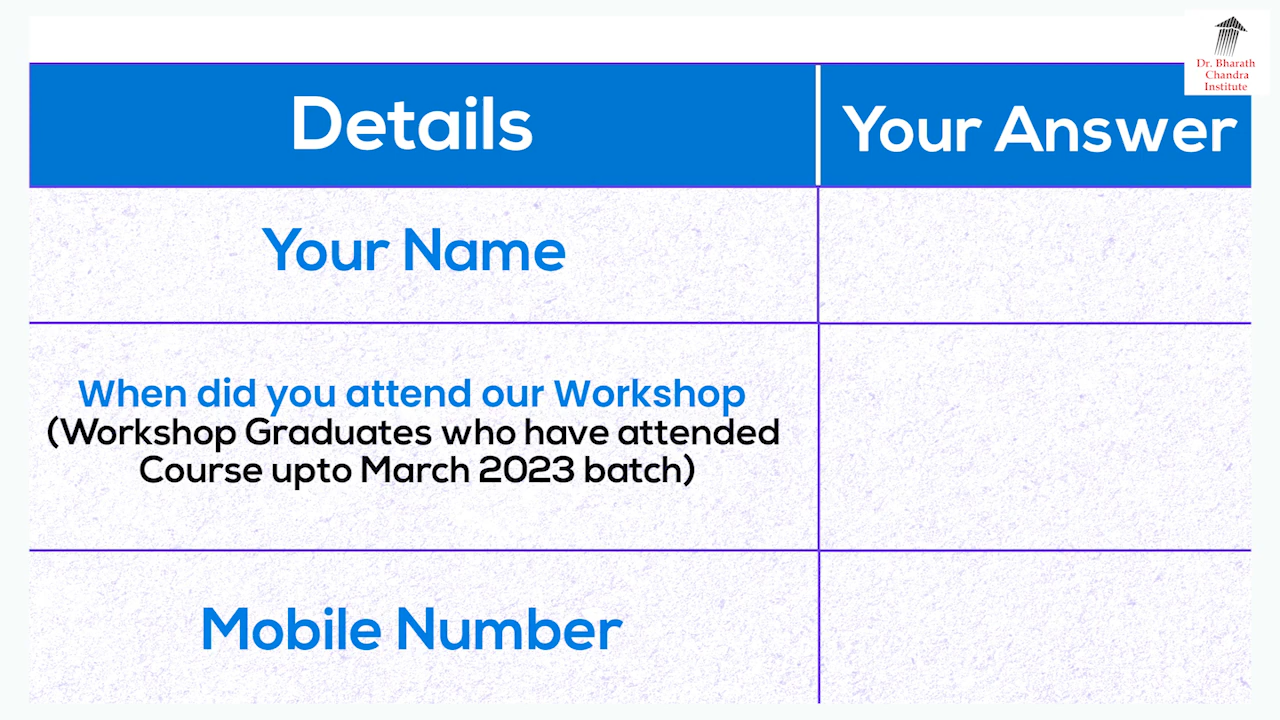 Dr. Bharath
Chandra
Institute
Details
Your Answer
Your Name
When did you attend our Workshop
(Workshop Graduates who have attended
Course upto March 2023 batch)
Mobile Number